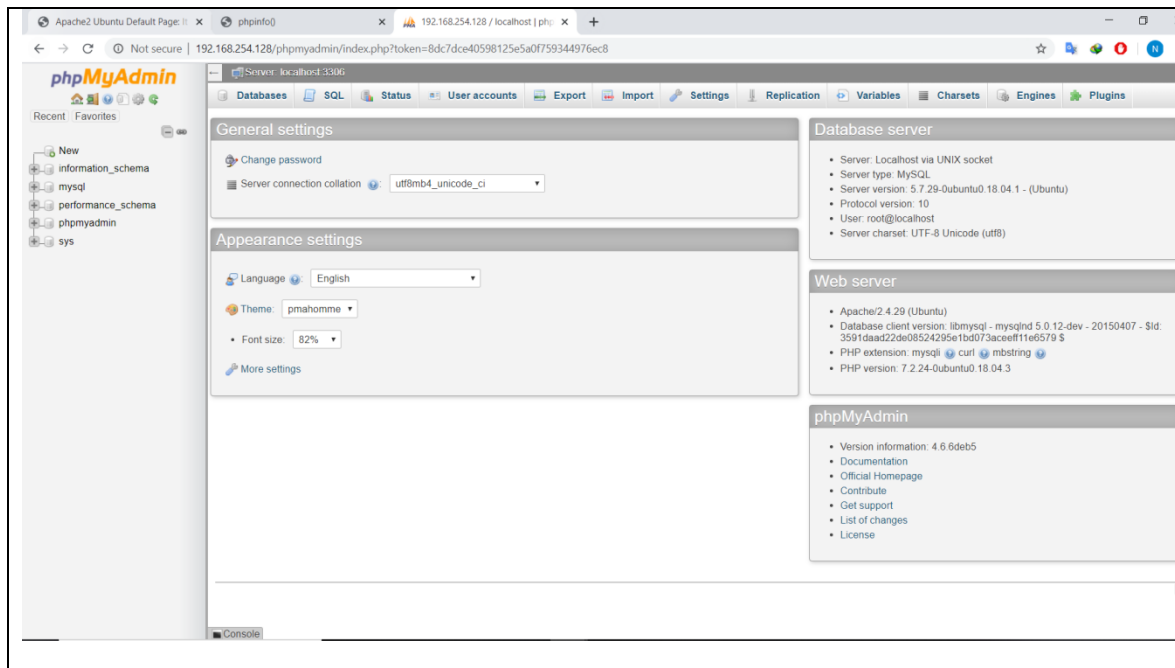 Apache2 Ubuntu Default Page: It
phpinfo()
192.168.254.128 / localhost | php
Not secure | 192.168.254.128/phpmyadmin/index.php?token=8dc7dce40598125e5a0f759344976ec8
N
phpMyAdmin
Recent Favorites
New
information_schema
mysql
performance_schema
phpmyadmin
sys
Server: localhost:3306
Databases SQL Status User accounts Export Import Settings Replication Variables Charsets Engines Plugins
General settings
Change password
Server connection collation : utf8mb4_unicode_ci
Appearance settings
Language : English
Theme: pmahomme
• Font size: 82%
More settings
Database server
• Server: Localhost via UNIX socket
• Server type: MySQL
• Server version: 5.7.29-0ubuntu0.18.04.1 - (Ubuntu)
• Protocol version: 10
• User: root@localhost
• Server charset: UTF-8 Unicode (utf8)
Web server
• Apache/2.4.29 (Ubuntu)
• Database client version: libmysql - mysqlnd 5.0.12-dev - 20150407 - $Id:
3591daad22de08524295e1bd073aceeff11e6579 $
• PHP extension: mysqli curl mbstring
• PHP version: 7.2.24-0ubuntu0.18.04.3
phpMyAdmin
• Version information: 4.6.6deb5
• Documentation
• Official Homepage
• Contribute
• Get support
• List of changes
• License
Console